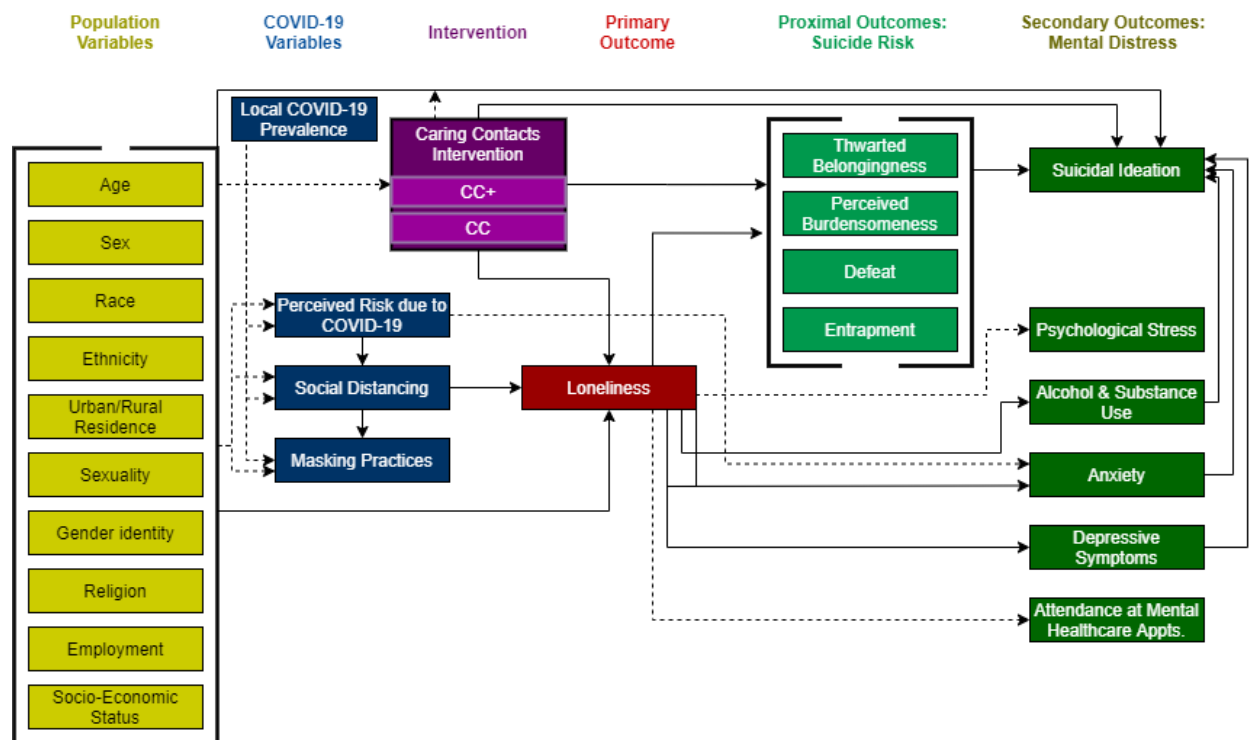 Population
Variables
COVID-19
Variables
Intervention
Primary
Outcome
Proximal Outcomes:
Suicide Risk
Secondary Outcomes:
Mental Distress
Age
Sex
Race
Ethnicity
Urban/Rural
Residence
Sexuality
Gender identity
Religion
Employment
Socio-Economic
Status
Local COVID-19
Prevalence
Perceived Risk due to
COVID-19
Social Distancing
Masking Practices
Caring Contacts
Intervention
CC+
CC
Loneliness
Thwarted
Belongingness
Perceived
Burdensomeness
Defeat
Entrapment
Suicidal Ideation
Psychological Stress
Alcohol & Substance
Use
Anxiety
Depressive
Symptoms
Attendance at Mental
Healthcare Appts.